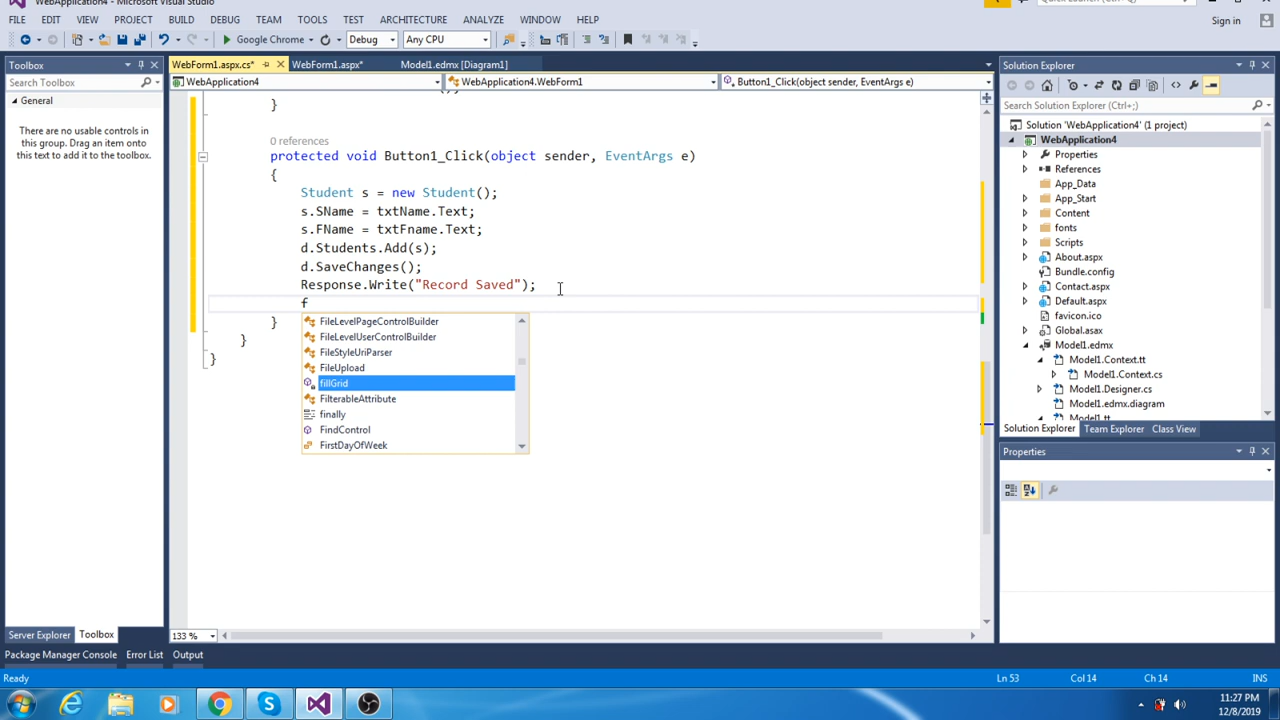 WebApplication4 - Microsoft Visual Studio
Quick Launch (Ctrl+Q)
FILE EDIT VIEW PROJECT BUILD DEBUG TEAM TOOLS TEST ARCHITECTURE ANALYZE WINDOW HELP
Sign in
Google Chrome Debug Any CPU
Toolbox
Search Toolbox
General
There are no usable controls in
this group. Drag an item onto
this text to add it to the toolbox.
Server Explorer Toolbox
WebForm1.aspx.cs* WebForm1.aspx* Model1.edmx [Diagram1]
WebApplication4 WebApplication4.WebForm1 Button1_Click(object sender, EventArgs e)
}
0 references
protected void Button1_Click(object sender, EventArgs e)
{
Student s = new Student();
s.SName = txtName.Text;
s.FName = txtFname.Text;
d.Students.Add(s);
d.SaveChanges();
Response.Write("Record Saved");
f
}
}
}
FileLevelPageControlBuilder
FileLevelUserControlBuilder
FileStyleUriParser
FileUpload
fillGrid
FilterableAttribute
finally
FindControl
FirstDayOfWeek
133 %
Solution Explorer
Search Solution Explorer (Ctrl+;)
Solution 'WebApplication4' (1 project)
WebApplication4
Properties
References
App_Data
App_Start
Content
fonts
Scripts
About.aspx
Bundle.config
Contact.aspx
Default.aspx
favicon.ico
Global.asax
Model1.edmx
Model1.Context.tt
Model1.Context.cs
Model1.Designer.cs
Model1.edmx.diagram
Model1.tt
Solution Explorer Team Explorer Class View
Properties
Package Manager Console Error List Output
Ready Ln 53 Col 14 Ch 14 INS
11:27 PM
12/8/2019